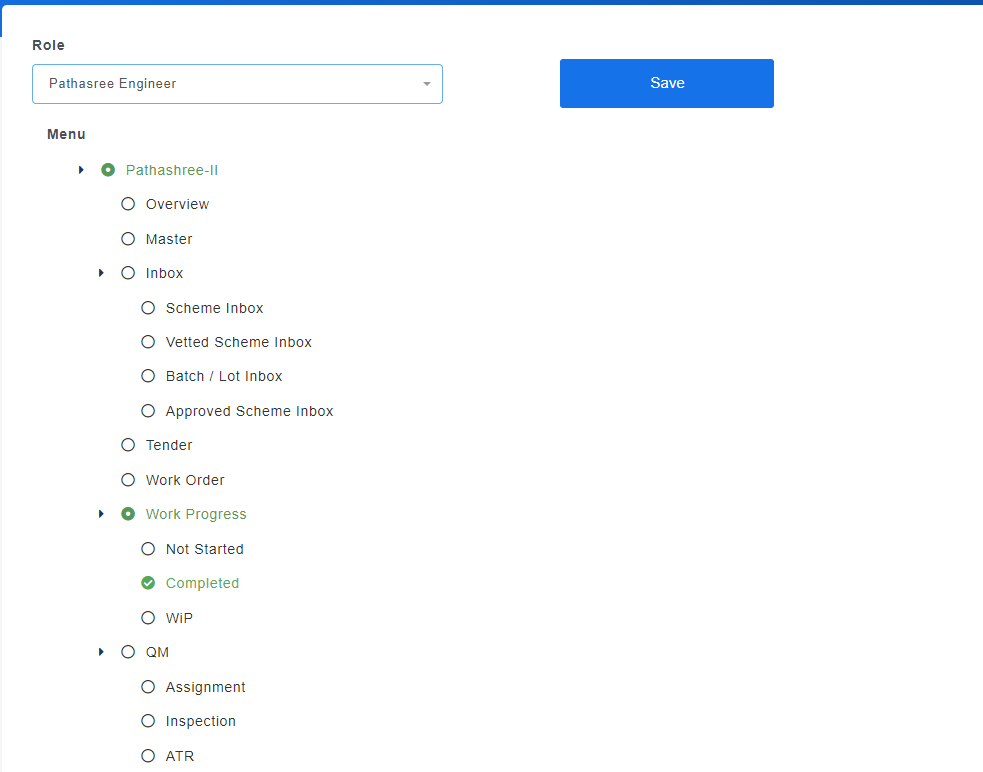 Role
Pathasree Engineer
Save
Menu
Pathashree-II
Overview
Master
Inbox
Scheme Inbox
Vetted Scheme Inbox
Batch / Lot Inbox
Approved Scheme Inbox
Tender
Work Order
Work Progress
Not Started
Completed
WiP
QM
Assignment
Inspection
ATR